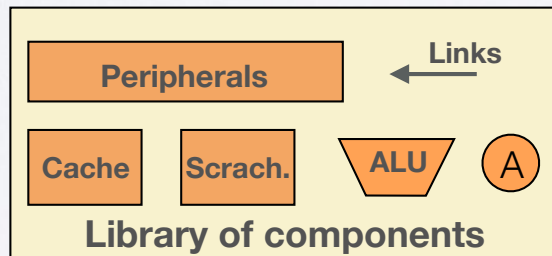 Links
Peripherals
Cache Scrach. ALU A
Library of components